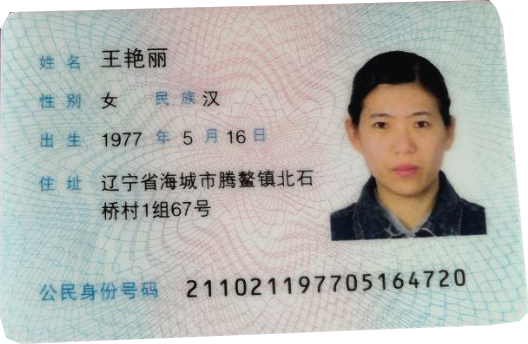 姓名 王艳丽
性别 女 民族 汉
出生 1977 年 5 月 16 日
住址 辽宁省海城市腾鳌镇北石
桥村1组67号
公民身份号码 211021197705164720